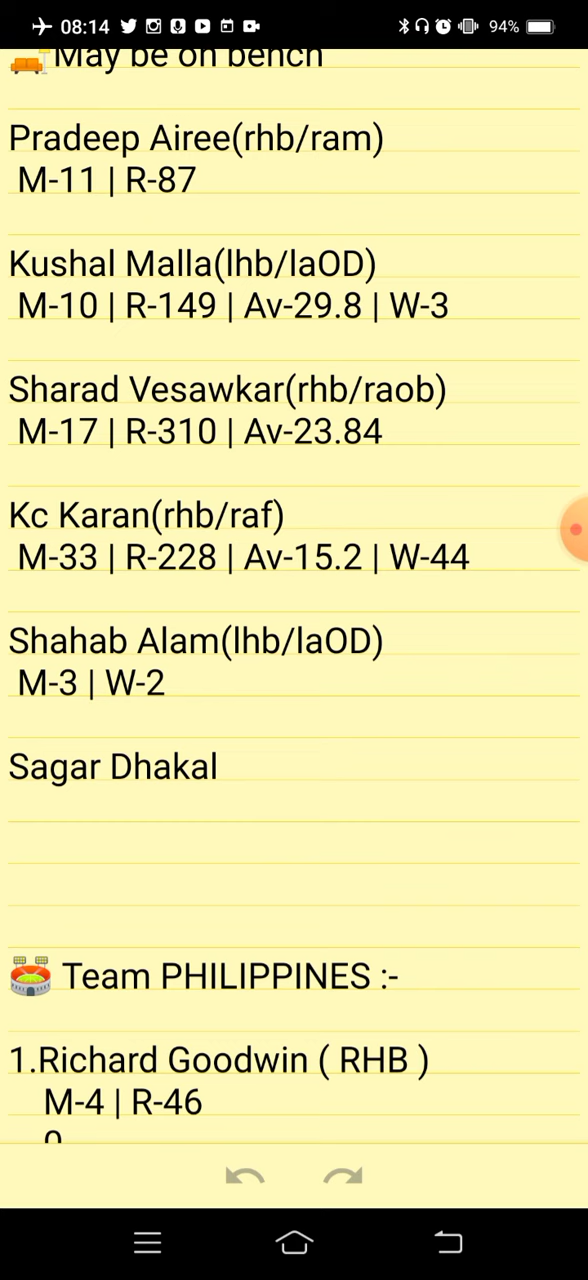 08:14
94%
May be on bench
Pradeep Airee(rhb/ram)
M-11 | R-87
Kushal Malla(lhb/laOD)
M-10 | R-149 | Av-29.8 | W-3
Sharad Vesawkar(rhb/raob)
M-17 | R-310 | Av-23.84
Kc Karan(rhb/raf)
M-33 | R-228 | Av-15.2 | W-44
Shahab Alam(lhb/laOD)
M-3 | W-2
Sagar Dhakal
Team PHILIPPINES :-
1.Richard Goodwin ( RHB )
M-4 | R-46